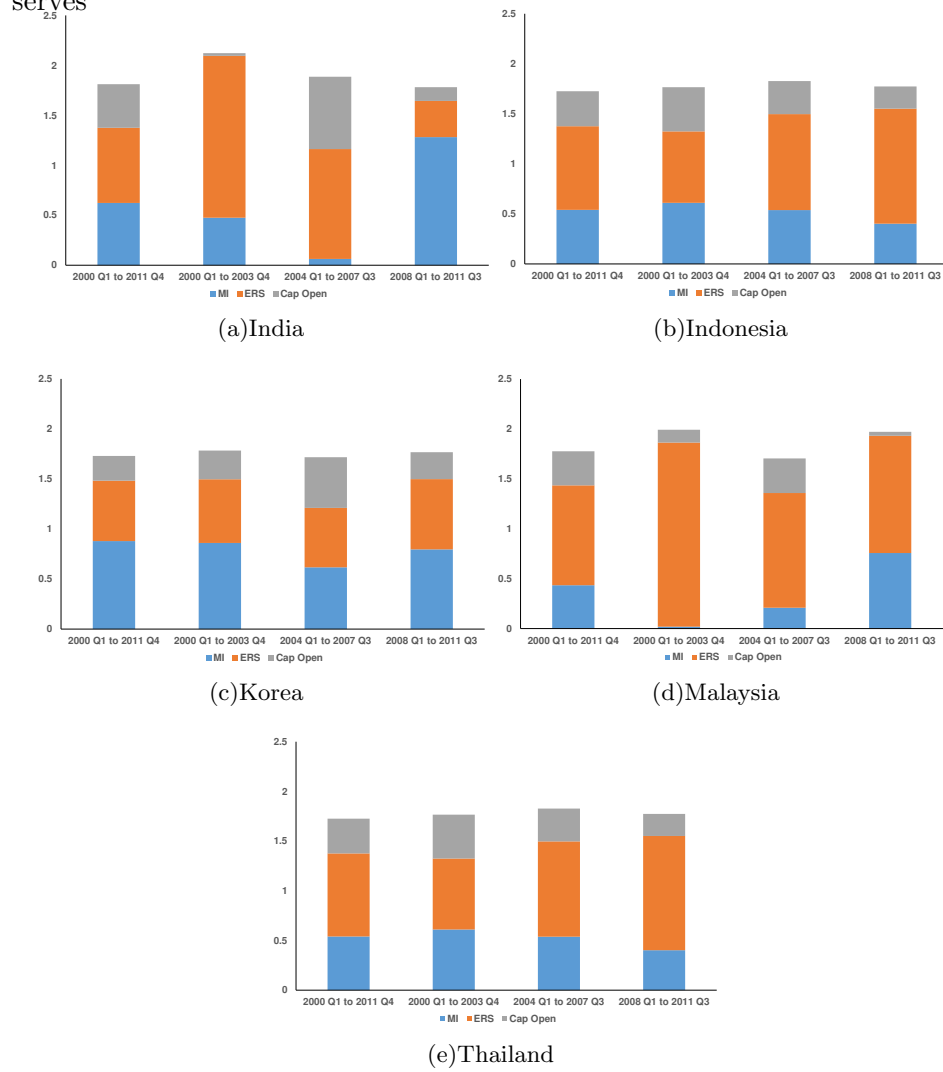 serves
2.5
2
1.5
1
0.5
0
2000 Q1 to 2011 Q4 2000 Q1 to 2003 Q4 2004 Q1 to 2007 Q3 2008 Q1 to 2011 Q3
MI ERS Cap Open
(a)India
2.5
2
1.5
1
0.5
0
2000 Q1 to 2011 Q4 2000 Q1 to 2003 Q4 2004 Q1 to 2007 Q3 2008 Q1 to 2011 Q3
MI ERS Cap Open
(b)Indonesia
2.5
2
1.5
1
0.5
0
2000 Q1 to 2011 Q4 2000 Q1 to 2003 Q4 2004 Q1 to 2007 Q3 2008 Q1 to 2011 Q3
MI ERS Cap Open
(c)Korea
2.5
2
1.5
1
0.5
0
2000 Q1 to 2011 Q4 2000 Q1 to 2003 Q4 2004 Q1 to 2007 Q3 2008 Q1 to 2011 Q3
MI ERS Cap Open
(d)Malaysia
2.5
2
1.5
1
0.5
0
2000 Q1 to 2011 Q4 2000 Q1 to 2003 Q4 2004 Q1 to 2007 Q3 2008 Q1 to 2011 Q3
MI ERS Cap Open
(e)Thailand